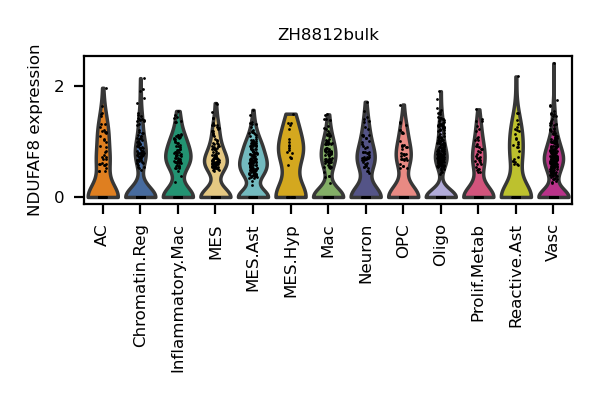 ZH8812bulk
NDUFAF8 expression
2
0
AC
Chromatin.Reg
Inflammatory.Mac
MES
MES.Ast
MES.Hyp
Mac
Neuron
OPC
Oligo
Prolif.Metab
Reactive.Ast
Vasc